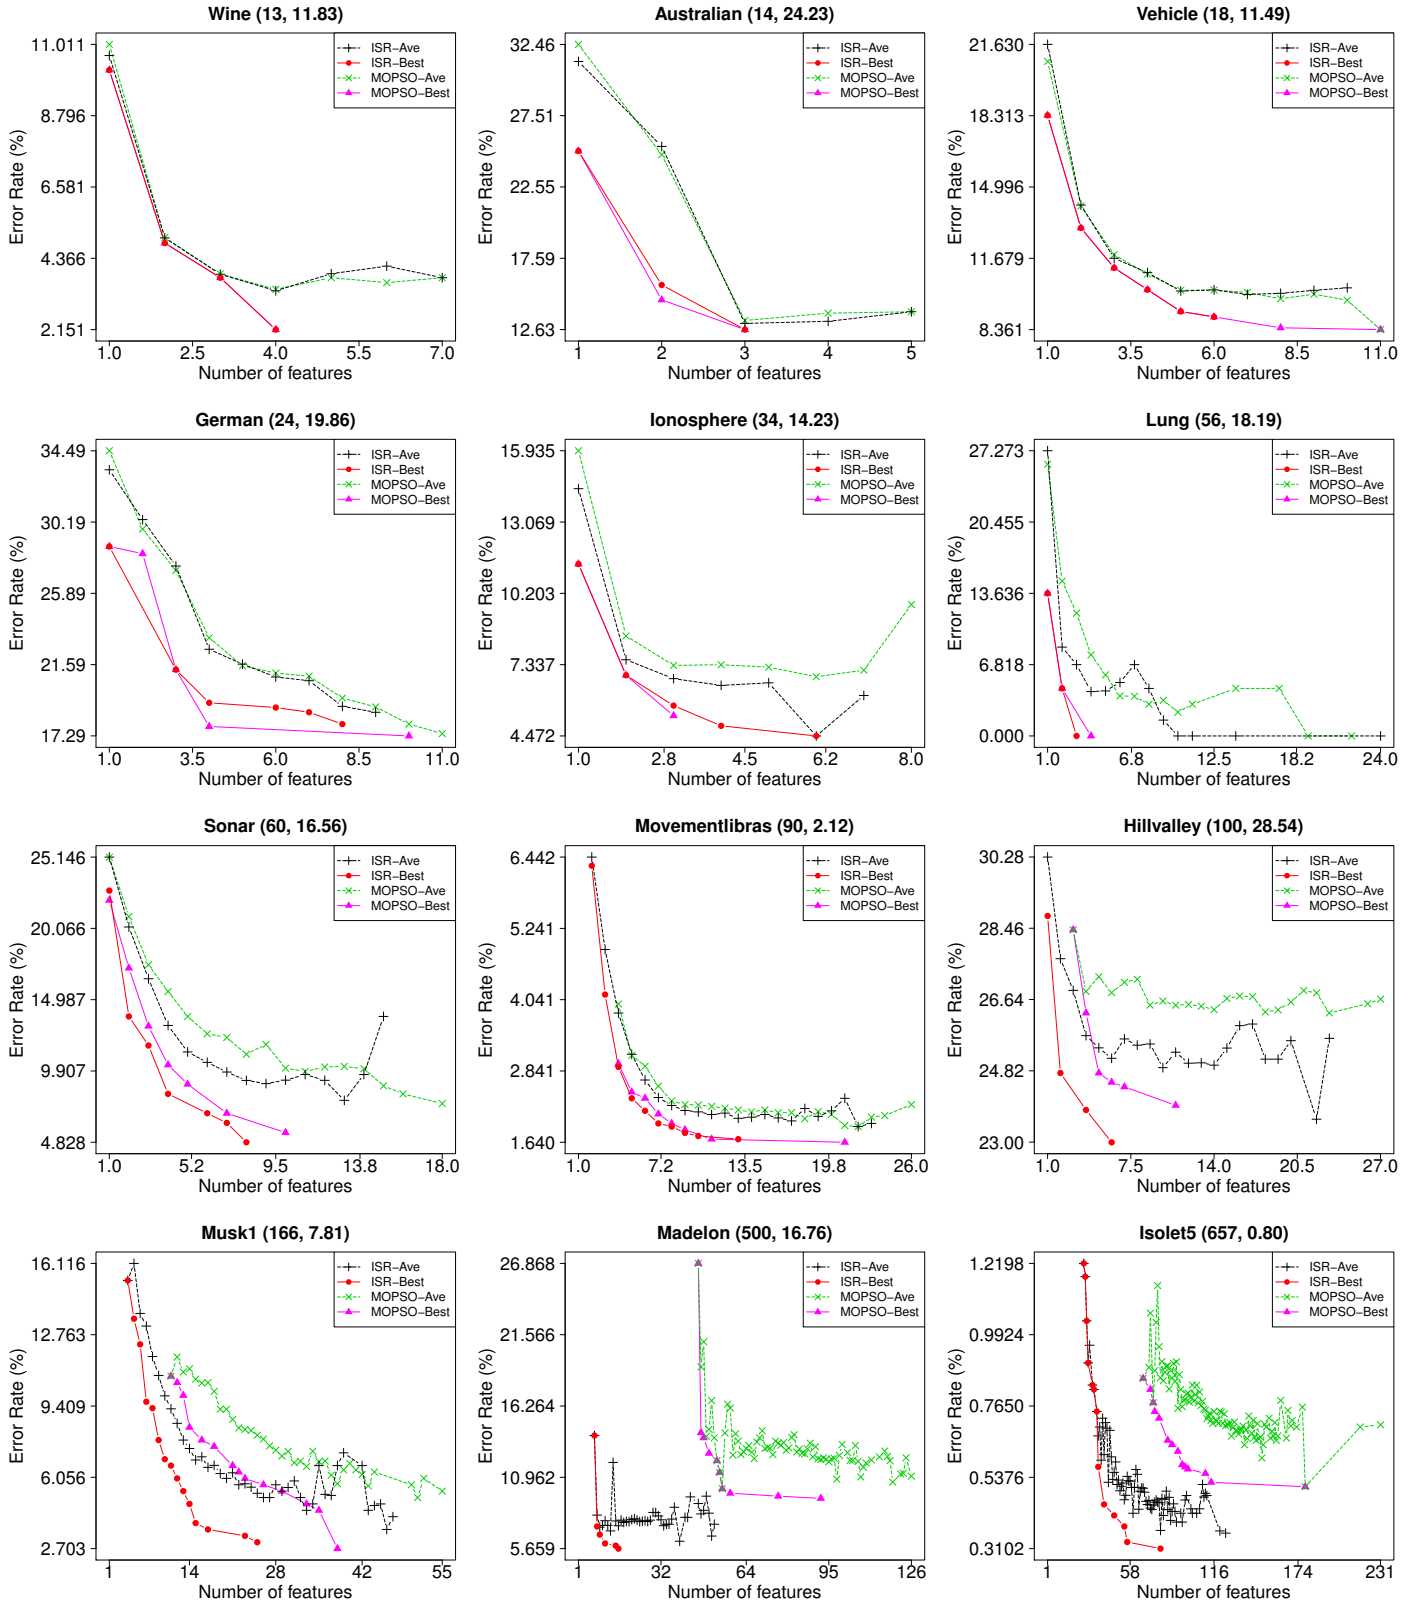 Wine (13, 11.83)
11.011
8.796
6.581
4.366
2.151
Error Rate (%)
1.0 2.5 4.0 5.5 7.0
Number of features
ISR−Ave
ISR−Best
MOPSO−Ave
MOPSO−Best
Australian (14, 24.23)
32.46
27.51
22.55
17.59
12.63
Error Rate (%)
1 2 3 4 5
Number of features
ISR−Ave
ISR−Best
MOPSO−Ave
MOPSO−Best
Vehicle (18, 11.49)
21.630
18.313
14.996
11.679
8.361
Error Rate (%)
1.0 3.5 6.0 8.5 11.0
Number of features
ISR−Ave
ISR−Best
MOPSO−Ave
MOPSO−Best
German (24, 19.86)
34.49
30.19
25.89
21.59
17.29
Error Rate (%)
1.0 3.5 6.0 8.5 11.0
Number of features
ISR−Ave
ISR−Best
MOPSO−Ave
MOPSO−Best
Ionosphere (34, 14.23)
15.935
13.069
10.203
7.337
4.472
Error Rate (%)
1.0 2.8 4.5 6.2 8.0
Number of features
ISR−Ave
ISR−Best
MOPSO−Ave
MOPSO−Best
Lung (56, 18.19)
27.273
20.455
13.636
6.818
0.000
Error Rate (%)
1.0 6.8 12.5 18.2 24.0
Number of features
ISR−Ave
ISR−Best
MOPSO−Ave
MOPSO−Best
Sonar (60, 16.56)
25.146
20.066
14.987
9.907
4.828
Error Rate (%)
1.0 5.2 9.5 13.8 18.0
Number of features
ISR−Ave
ISR−Best
MOPSO−Ave
MOPSO−Best
Movementlibras (90, 2.12)
6.442
5.241
4.041
2.841
1.640
Error Rate (%)
1.0 7.2 13.5 19.8 26.0
Number of features
ISR−Ave
ISR−Best
MOPSO−Ave
MOPSO−Best
Hillvalley (100, 28.54)
30.28
28.46
26.64
24.82
23.00
Error Rate (%)
1.0 7.5 14.0 20.5 27.0
Number of features
ISR−Ave
ISR−Best
MOPSO−Ave
MOPSO−Best
Musk1 (166, 7.81)
16.116
12.763
9.409
6.056
2.703
Error Rate (%)
1 14 28 42 55
Number of features
ISR−Ave
ISR−Best
MOPSO−Ave
MOPSO−Best
Madelon (500, 16.76)
26.868
21.566
16.264
10.962
5.659
Error Rate (%)
1 32 64 95 126
Number of features
ISR−Ave
ISR−Best
MOPSO−Ave
MOPSO−Best
Isolet5 (657, 0.80)
1.2198
0.9924
0.7650
0.5376
0.3102
Error Rate (%)
1 58 116 174 231
Number of features
ISR−Ave
ISR−Best
MOPSO−Ave
MOPSO−Best